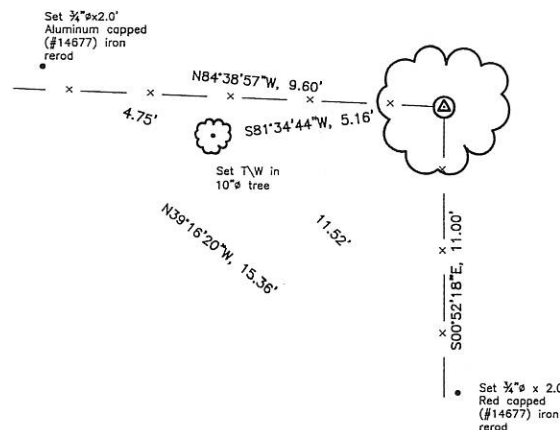 Set ¾"ø×2.0'
Aluminum capped
(#14677) iron
rerod
N84°38'57"W, 9.60'
4.75'
S81°34'44"W, 5.16'
Set T\W in
10"ø tree
N39°16'20"W, 15.36'
11.52'
S00°52'18"E, 11.00'
Set ¾"ø x 2.0
Red capped
(#14677) iron
rerod